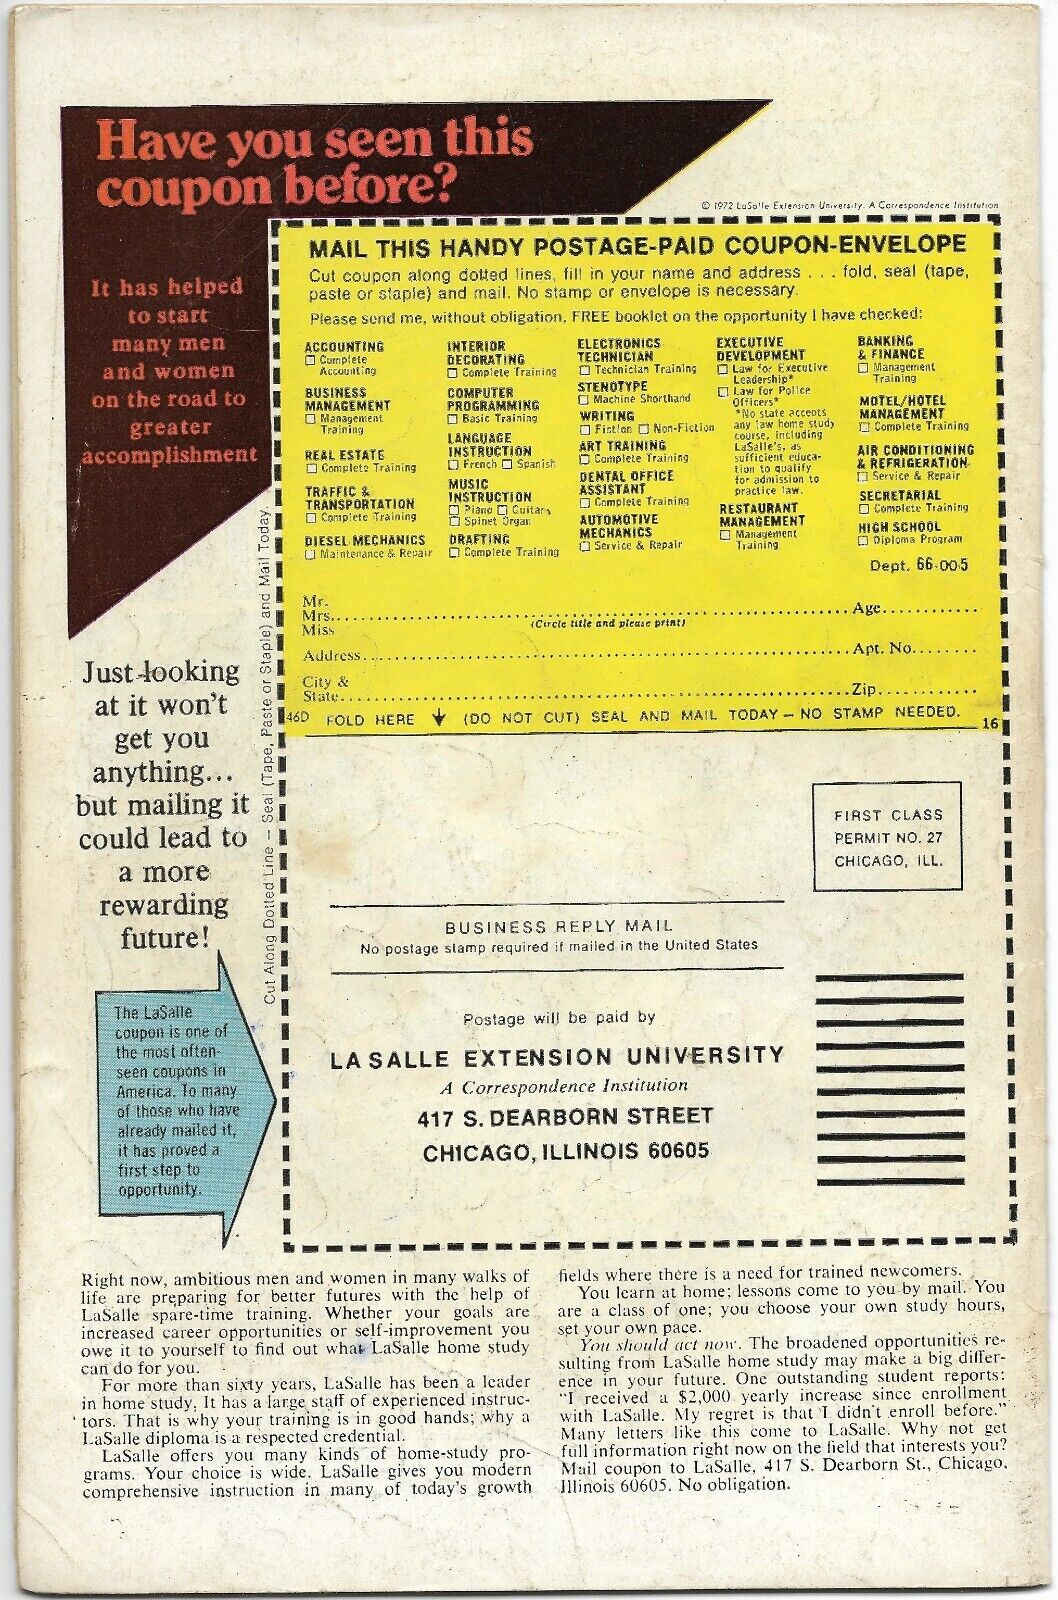 Have you seen this
coupon before?
© 1972 LaSalle Extension University. A Correspondence Institution
It has helped
to start
many men
and women
on the road to
greater
accomplishment
MAIL THIS HANDY POSTAGE-PAID COUPON-ENVELOPE
Cut coupon along dotted lines, fill in your name and address . . . fold, seal (tape,
paste or staple) and mail. No stamp or envelope is necessary.
Please send me, without obligation, FREE booklet on the opportunity I have checked:
ACCOUNTING
☐ Complete
Accounting
BUSINESS
MANAGEMENT
☐ Management
Training
REAL ESTATE
☐ Complete Training
TRAFFIC &
TRANSPORTATION
☐ Complete Training
DIESEL MECHANICS
☐ Maintenance & Repair
INTERIOR
DECORATING
☐ Complete Training
COMPUTER
PROGRAMMING
☐ Basic Training
LANGUAGE
INSTRUCTION
☐ French ☐ Spanish
MUSIC
INSTRUCTION
☐ Piano ☐ Guitar
☐ Spinet Organ
DRAFTING
☐ Complete Training
ELECTRONICS
TECHNICIAN
☐ Technician Training
STENOTYPE
☐ Machine Shorthand
WRITING
☐ Fiction ☐ Non-Fiction
ART TRAINING
☐ Complete Training
DENTAL OFFICE
ASSISTANT
☐ Complete Training
AUTOMOTIVE
MECHANICS
☐ Service & Repair
EXECUTIVE
DEVELOPMENT
☐ Law for Executive
Leadership*
☐ Law for Police
Officers*
*No state accepts
any law home study
course, including
LaSalle's, as
sufficient educa-
tion to qualify
for admission to
practice law.
RESTAURANT
MANAGEMENT
☐ Management
Training
BANKING
& FINANCE
☐ Management
Training
MOTEL/HOTEL
MANAGEMENT
☐ Complete Training
AIR CONDITIONING
& REFRIGERATION
☐ Service & Repair
SECRETARIAL
☐ Complete Training
HIGH SCHOOL
☐ Diploma Program
Dept. 66-005
Mr.
Mrs. Age
Miss (Circle title and please print)
Address Apt. No.
City &
State Zip
46D FOLD HERE (DO NOT CUT) SEAL AND MAIL TODAY – NO STAMP NEEDED. 16
Cut Along Dotted Line – Seal (Tape, Paste or Staple) and Mail Today.
Just looking
at it won't
get you
anything...
but mailing it
could lead to
a more
rewarding
future!
The LaSalle
coupon is one of
the most often-
seen coupons in
America. To many
of those who have
already mailed it,
it has proved a
first step to
opportunity.
FIRST CLASS
PERMIT NO. 27
CHICAGO, ILL.
BUSINESS REPLY MAIL
No postage stamp required if mailed in the United States
Postage will be paid by
LA SALLE EXTENSION UNIVERSITY
A Correspondence Institution
417 S. DEARBORN STREET
CHICAGO, ILLINOIS 60605
Right now, ambitious men and women in many walks of
life are preparing for better futures with the help of
LaSalle spare-time training. Whether your goals are
increased career opportunities or self-improvement you
owe it to yourself to find out what LaSalle home study
can do for you.
For more than sixty years, LaSalle has been a leader
in home study. It has a large staff of experienced instruc-
tors. That is why your training is in good hands; why a
LaSalle diploma is a respected credential.
LaSalle offers you many kinds of home-study pro-
grams. Your choice is wide. LaSalle gives you modern
comprehensive instruction in many of today's growth
fields where there is a need for trained newcomers.
You learn at home; lessons come to you by mail. You
are a class of one; you choose your own study hours,
set your own pace.
You should act now. The broadened opportunities re-
sulting from LaSalle home study may make a big differ-
ence in your future. One outstanding student reports:
"I received a $2,000 yearly increase since enrollment
with LaSalle. My regret is that I didn't enroll before."
Many letters like this come to LaSalle. Why not get
full information right now on the field that interests you?
Mail coupon to LaSalle, 417 S. Dearborn St., Chicago,
Illinois 60605. No obligation.